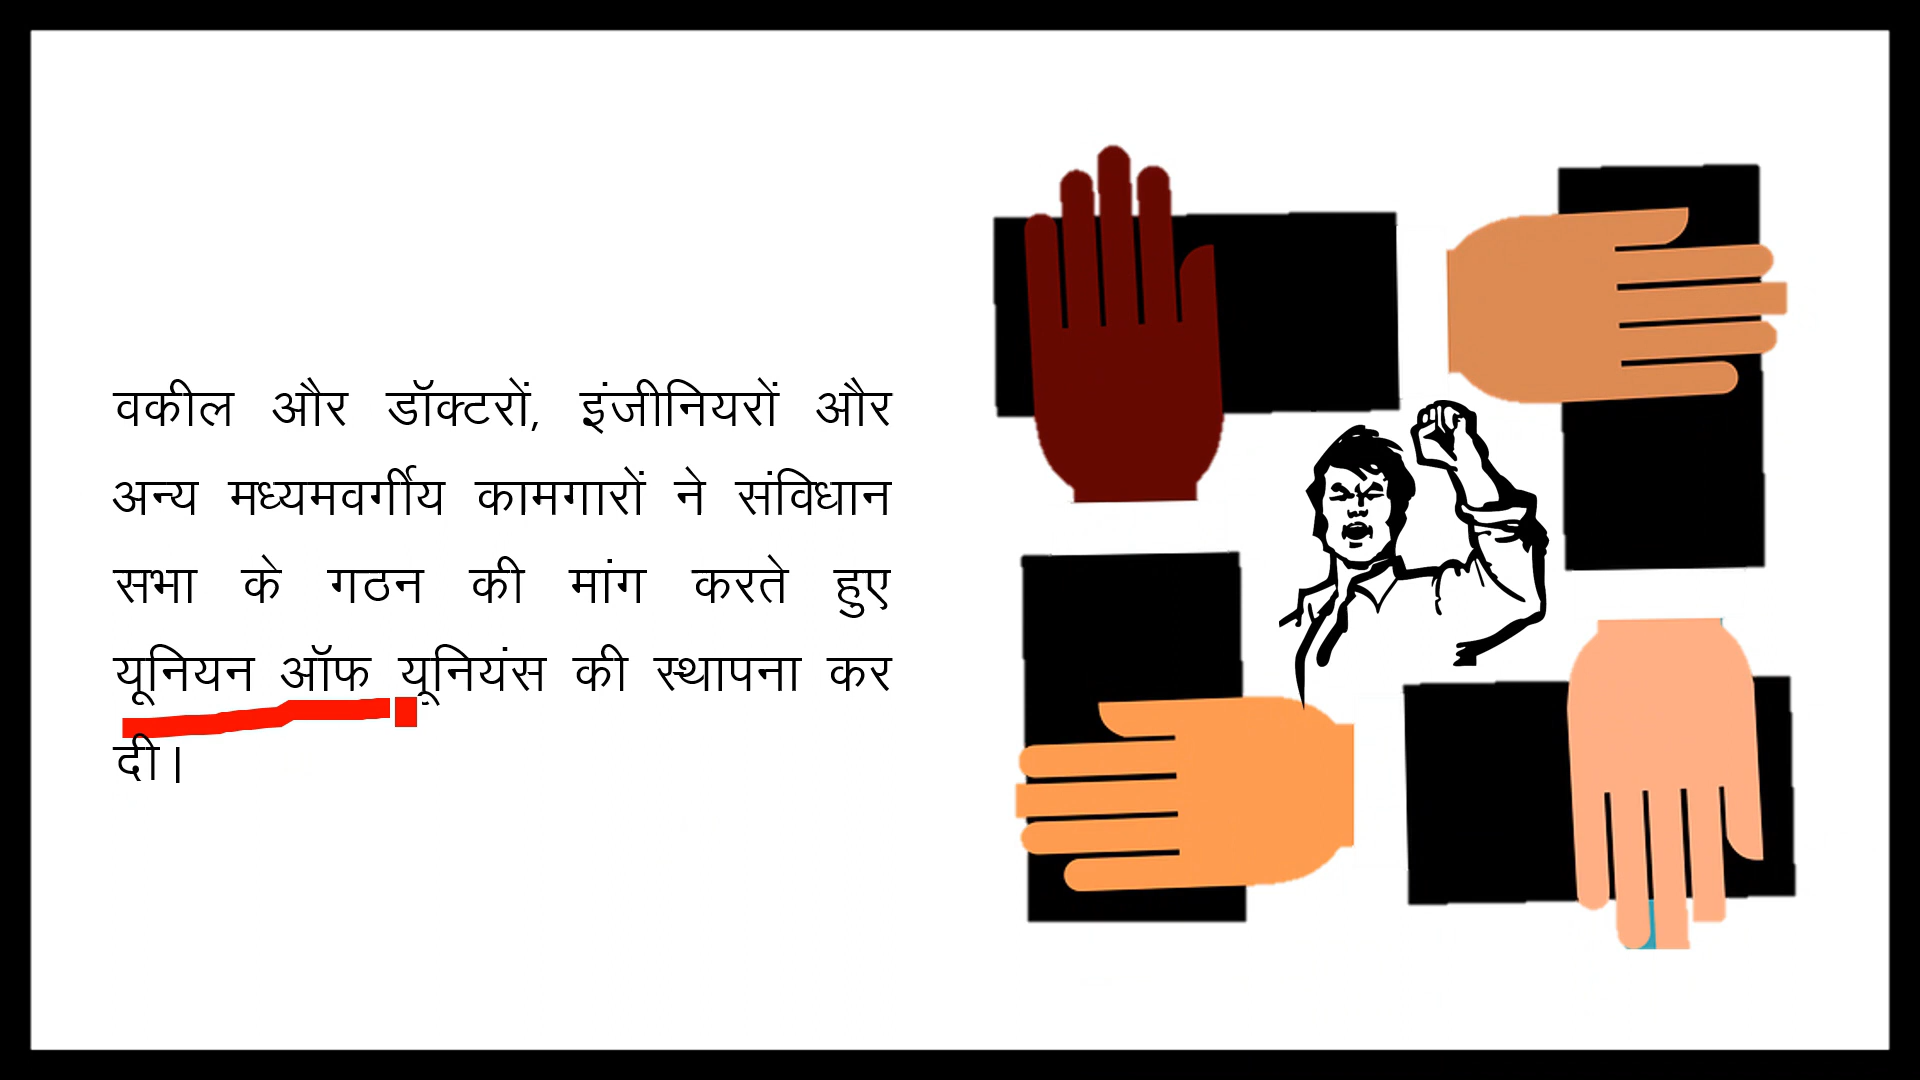 वकील और डॉक्टरों, इंजीनियरों और
अन्य मध्यमवर्गीय कामगारों ने संविधान
सभा के गठन की मांग करते हुए
यूनियन ऑफ यूनियंस की स्थापना कर
दी।